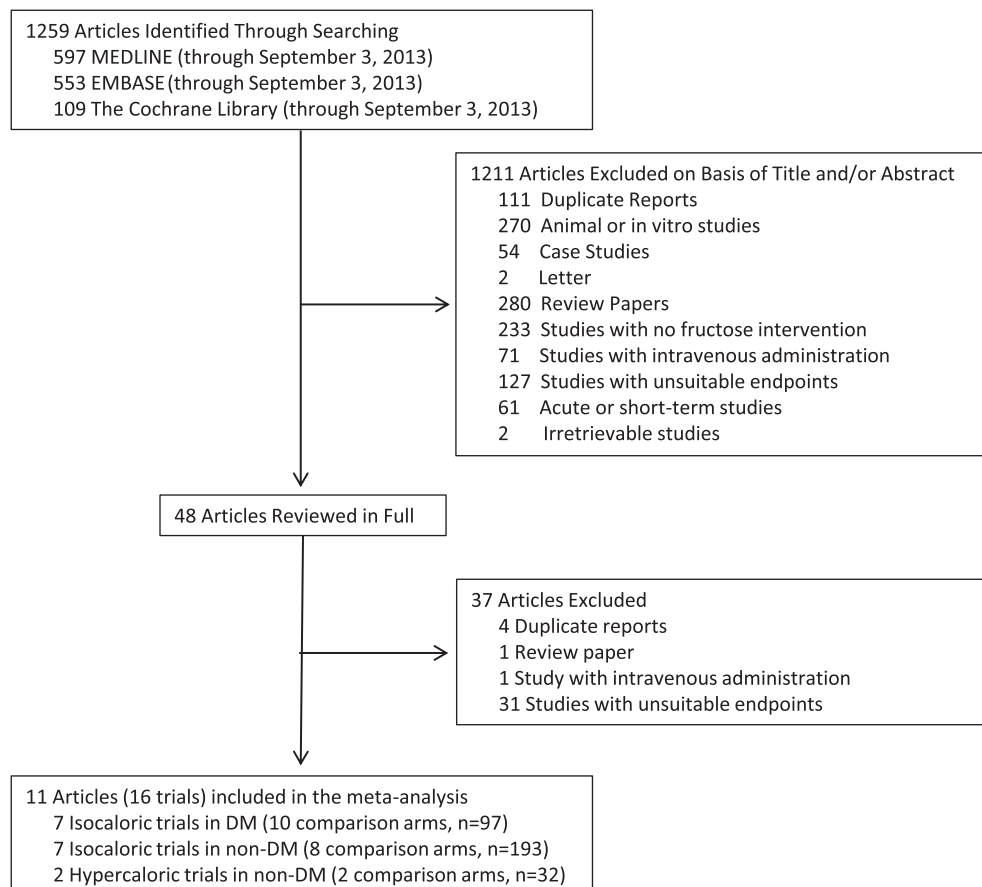 1259 Articles Identified Through Searching
597 MEDLINE (through September 3, 2013)
553 EMBASE (through September 3, 2013)
109 The Cochrane Library (through September 3, 2013)
1211 Articles Excluded on Basis of Title and/or Abstract
111 Duplicate Reports
270 Animal or in vitro studies
54 Case Studies
2 Letter
280 Review Papers
233 Studies with no fructose intervention
71 Studies with intravenous administration
127 Studies with unsuitable endpoints
61 Acute or short-term studies
2 Irretrievable studies
48 Articles Reviewed in Full
37 Articles Excluded
4 Duplicate reports
1 Review paper
1 Study with intravenous administration
31 Studies with unsuitable endpoints
11 Articles (16 trials) included in the meta-analysis
7 Isocaloric trials in DM (10 comparison arms, n=97)
7 Isocaloric trials in non-DM (8 comparison arms, n=193)
2 Hypercaloric trials in non-DM (2 comparison arms, n=32)